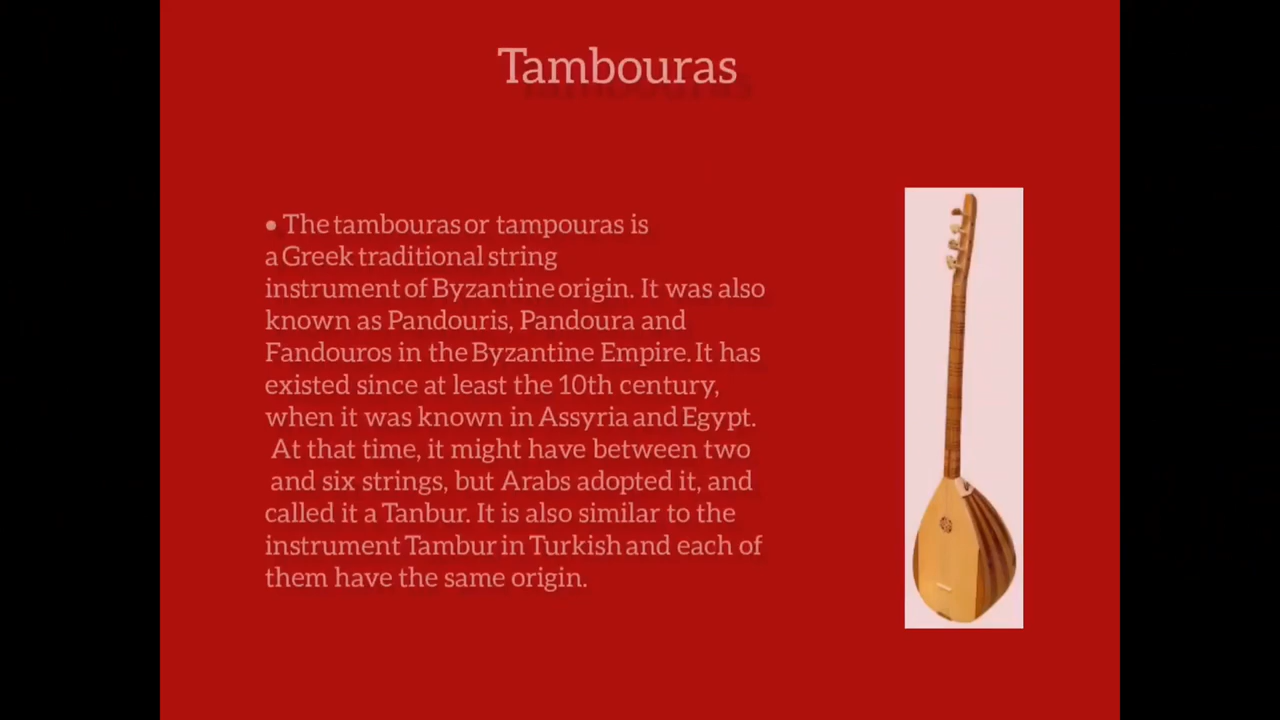 Tambouras
• The tambouras or tampouras is
a Greek traditional string
instrument of Byzantine origin. It was also
known as Pandouris, Pandoura and
Fandouros in the Byzantine Empire. It has
existed since at least the 10th century,
when it was known in Assyria and Egypt.
At that time, it might have between two
and six strings, but Arabs adopted it, and
called it a Tanbur. It is also similar to the
instrument Tambur in Turkish and each of
them have the same origin.